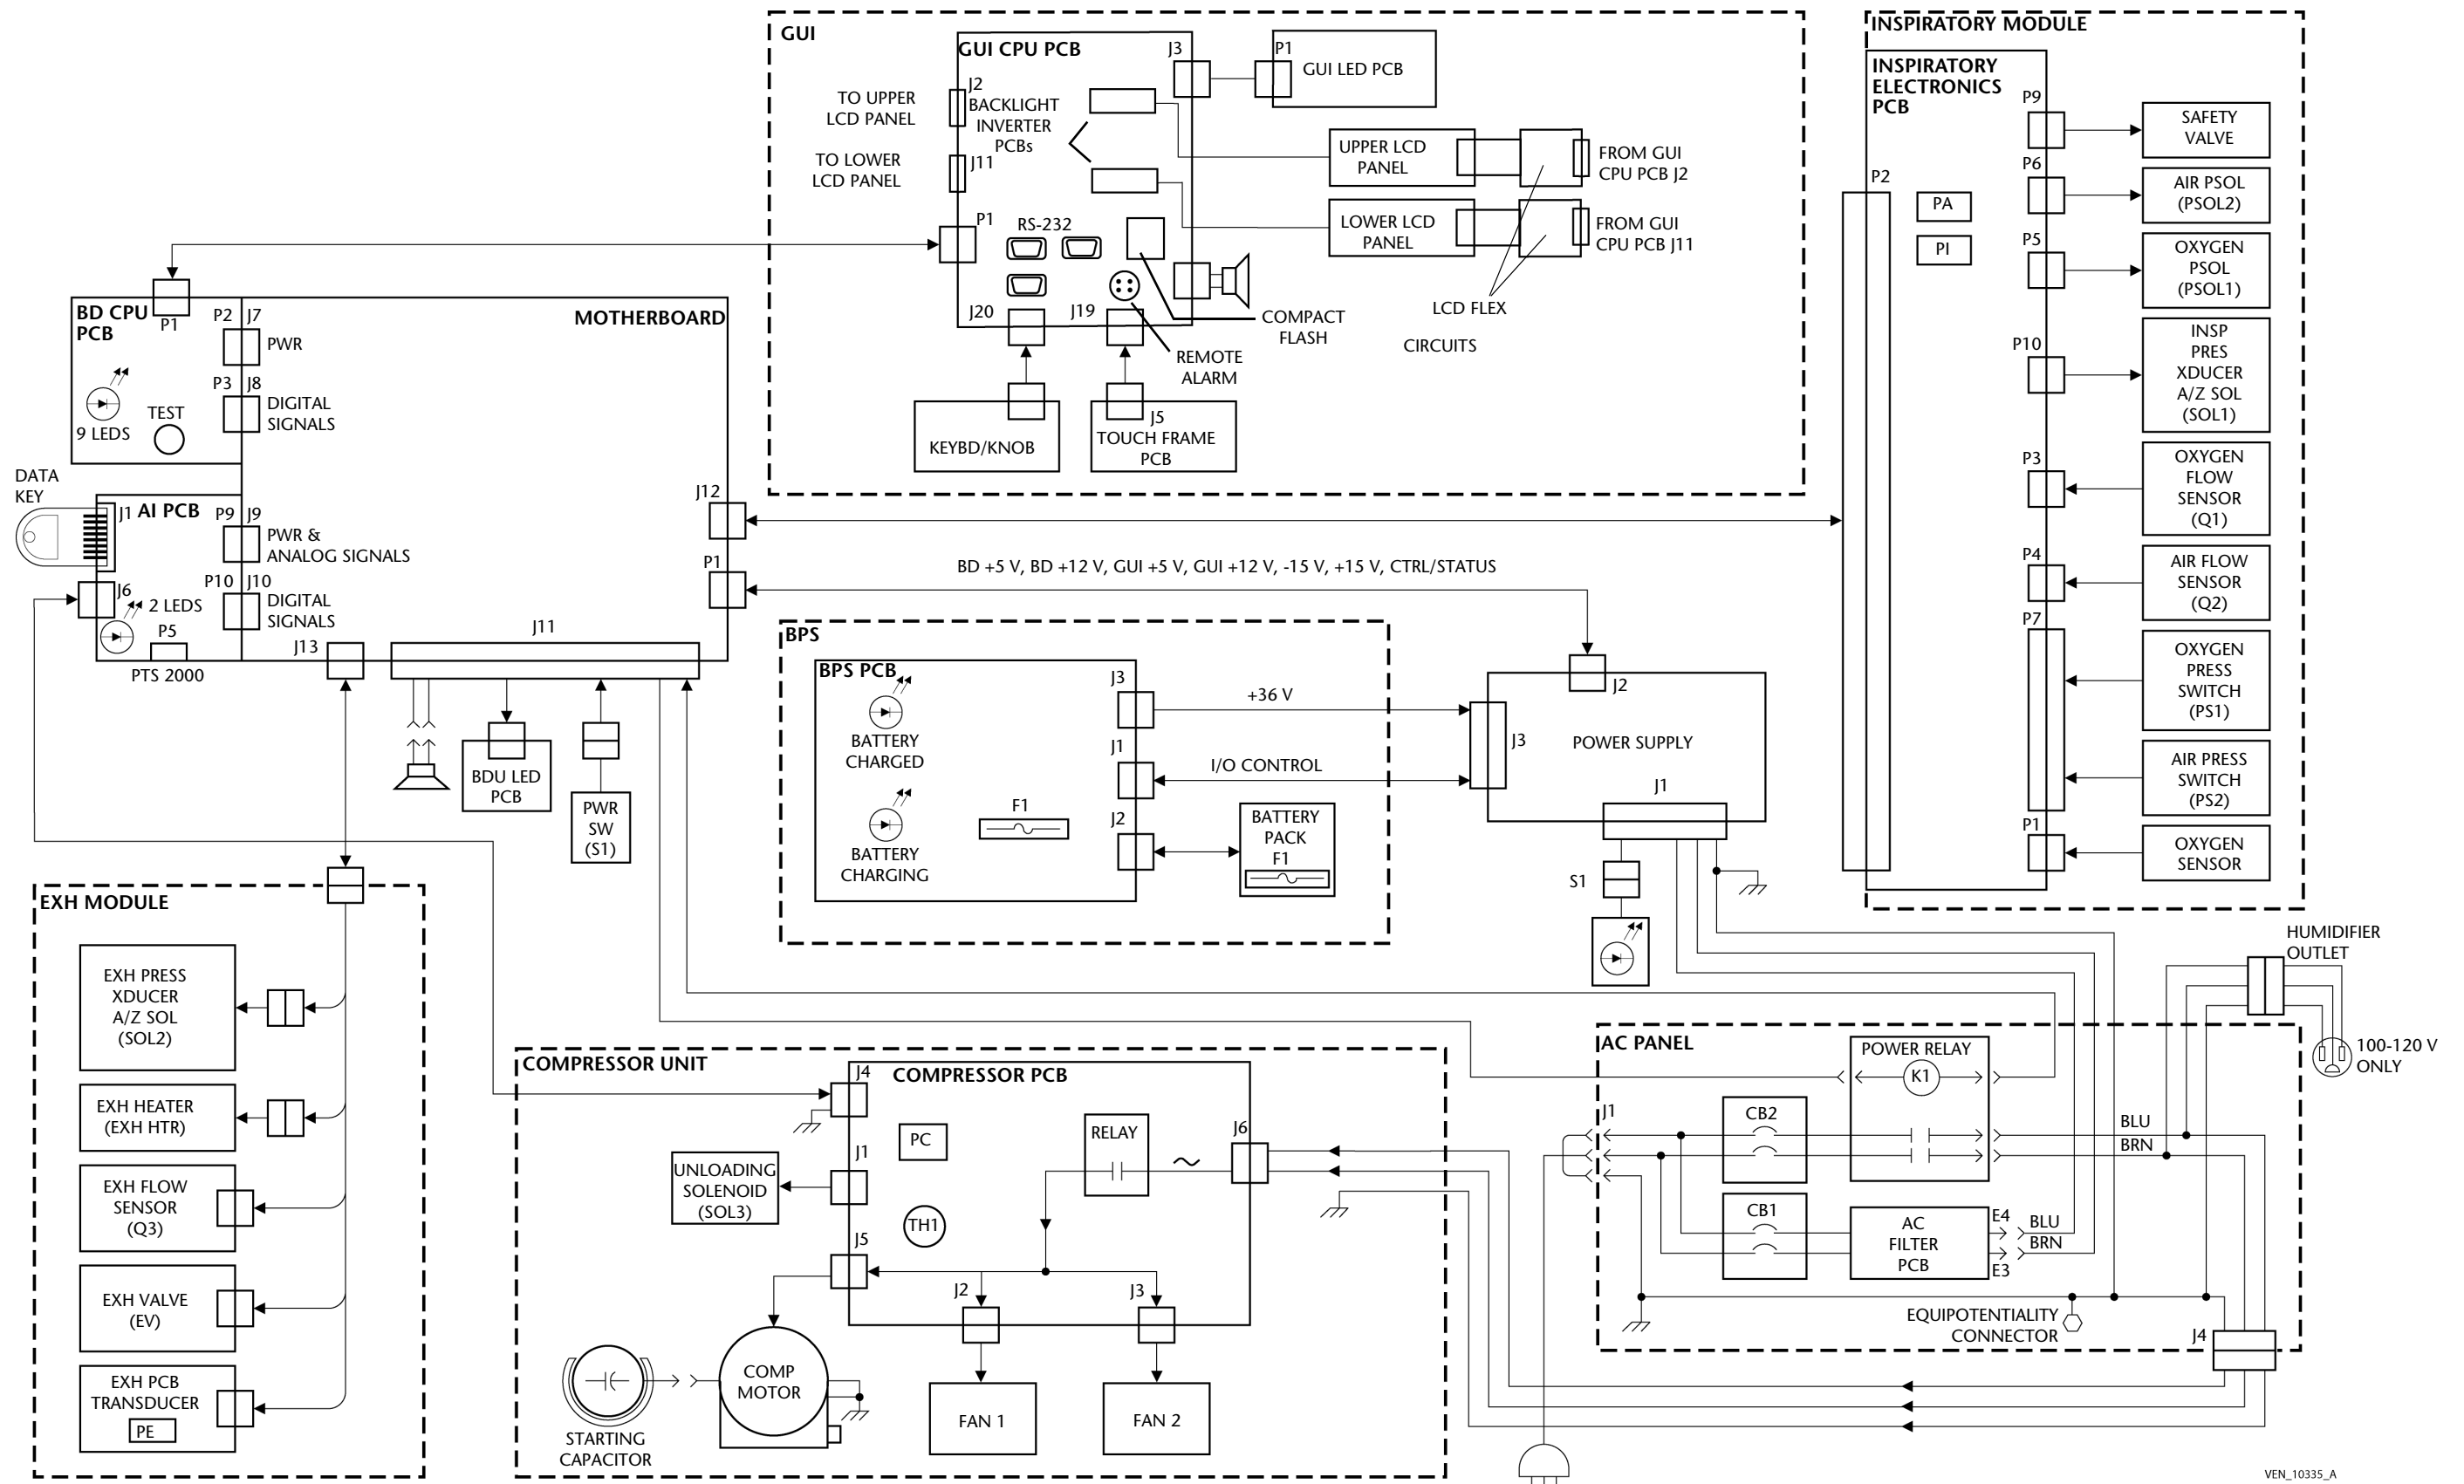 GUI
GUI CPU PCB
J3
P1
GUI LED PCB
J2
BACKLIGHT
INVERTER
PCBs
TO UPPER
LCD PANEL
TO LOWER
LCD PANEL
J11
P1
RS-232
J20
J19
UPPER LCD
PANEL
FROM GUI
CPU PCB J2
LOWER LCD
PANEL
FROM GUI
CPU PCB J11
LCD FLEX
CIRCUITS
COMPACT
FLASH
REMOTE
ALARM
KEYBD/KNOB
J5
TOUCH FRAME
PCB
INSPIRATORY MODULE
INSPIRATORY
ELECTRONICS
PCB
P2
PA
PI
P9
SAFETY
VALVE
P6
AIR PSOL
(PSOL2)
P5
OXYGEN
PSOL
(PSOL1)
P10
INSP
PRES
XDUCER
A/Z SOL
(SOL1)
P3
OXYGEN
FLOW
SENSOR
(Q1)
P4
AIR FLOW
SENSOR
(Q2)
P7
OXYGEN
PRESS
SWITCH
(PS1)
AIR PRESS
SWITCH
(PS2)
P1
OXYGEN
SENSOR
BD CPU
PCB
P1
P2
J7
PWR
MOTHERBOARD
P3
J8
DIGITAL
SIGNALS
9 LEDS
TEST
DATA
KEY
J1
AI PCB
P9
J9
PWR &
ANALOG SIGNALS
J6
2 LEDS
P10
J10
DIGITAL
SIGNALS
P5
PTS 2000
J13
J11
J12
P1
BDU LED
PCB
PWR
SW
(S1)
BD +5 V, BD +12 V, GUI +5 V, GUI +12 V, -15 V, +15 V, CTRL/STATUS
BPS
BPS PCB
BATTERY
CHARGED
BATTERY
CHARGING
F1
J3
J1
J2
+36 V
I/O CONTROL
BATTERY
PACK
F1
J2
J3
POWER SUPPLY
J1
S1
EXH MODULE
EXH PRESS
XDUCER
A/Z SOL
(SOL2)
EXH HEATER
(EXH HTR)
EXH FLOW
SENSOR
(Q3)
EXH VALVE
(EV)
EXH PCB
TRANSDUCER
PE
COMPRESSOR UNIT
COMPRESSOR PCB
J4
PC
RELAY
J6
J1
UNLOADING
SOLENOID
(SOL3)
TH1
J5
J2
J3
COMP
MOTOR
STARTING
CAPACITOR
FAN 1
FAN 2
HUMIDIFIER
OUTLET
100-120 V
ONLY
AC PANEL
POWER RELAY
K1
J1
CB2
BLU
BRN
CB1
AC
FILTER
PCB
E4
BLU
BRN
E3
EQUIPOTENTIALITY
CONNECTOR
J4
VEN_10335_A